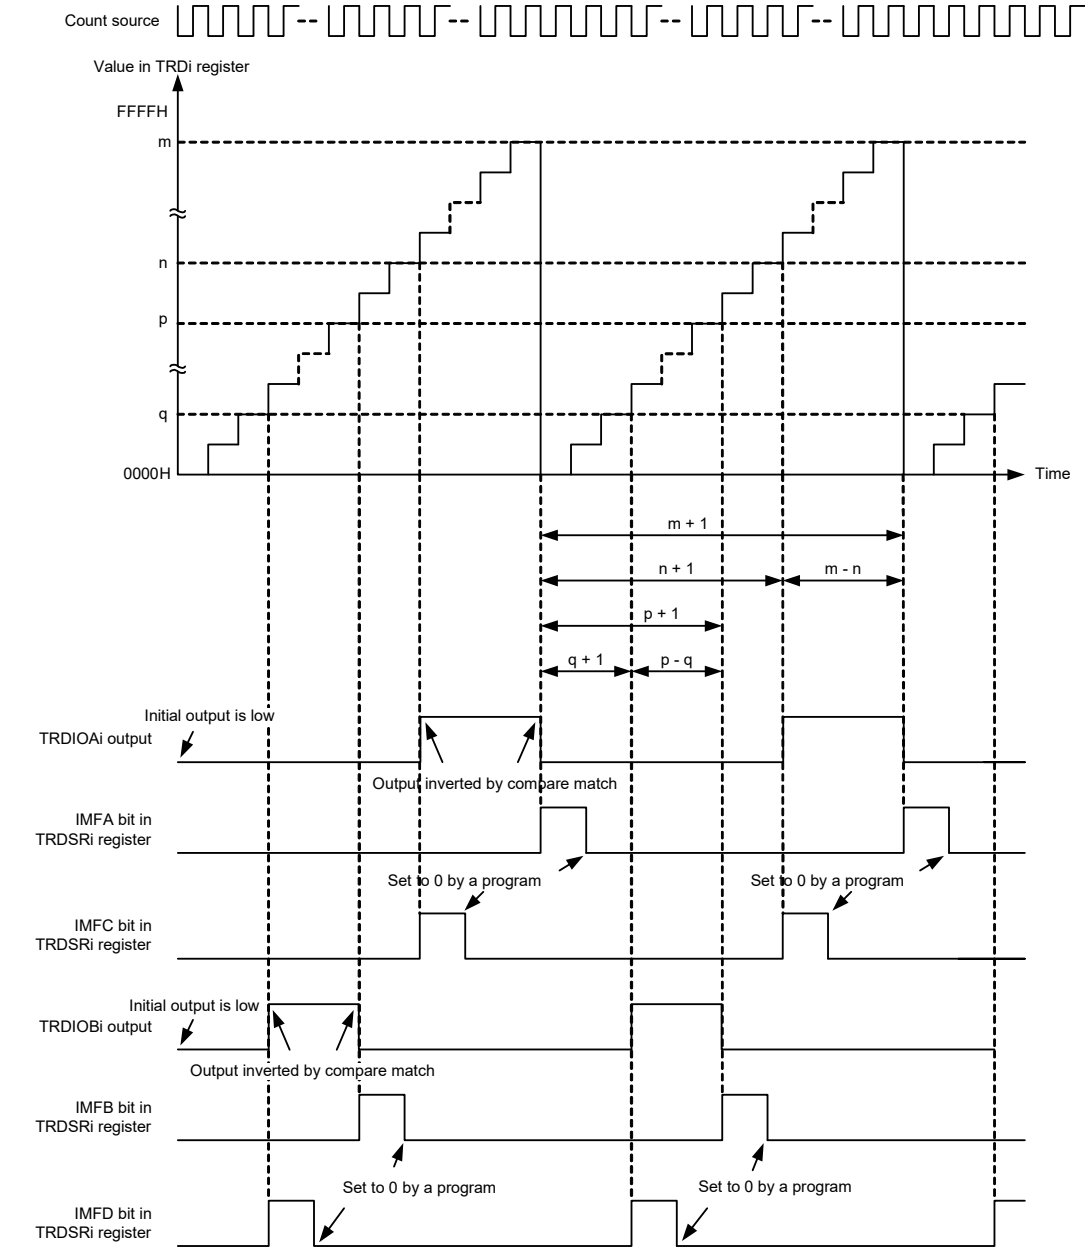 Count source
Value in TRDi register
FFFFH
m
n
p
q
0000H
Time
m + 1
n + 1
m - n
p + 1
q + 1
p - q
Initial output is low
TRDIOAi output
Output inverted by compare match
IMFA bit in
TRDSRi register
Set to 0 by a program
Set to 0 by a program
IMFC bit in
TRDSRi register
Initial output is low
TRDIOBi output
Output inverted by compare match
IMFB bit in
TRDSRi register
Set to 0 by a program
Set to 0 by a program
IMFD bit in
TRDSRi register